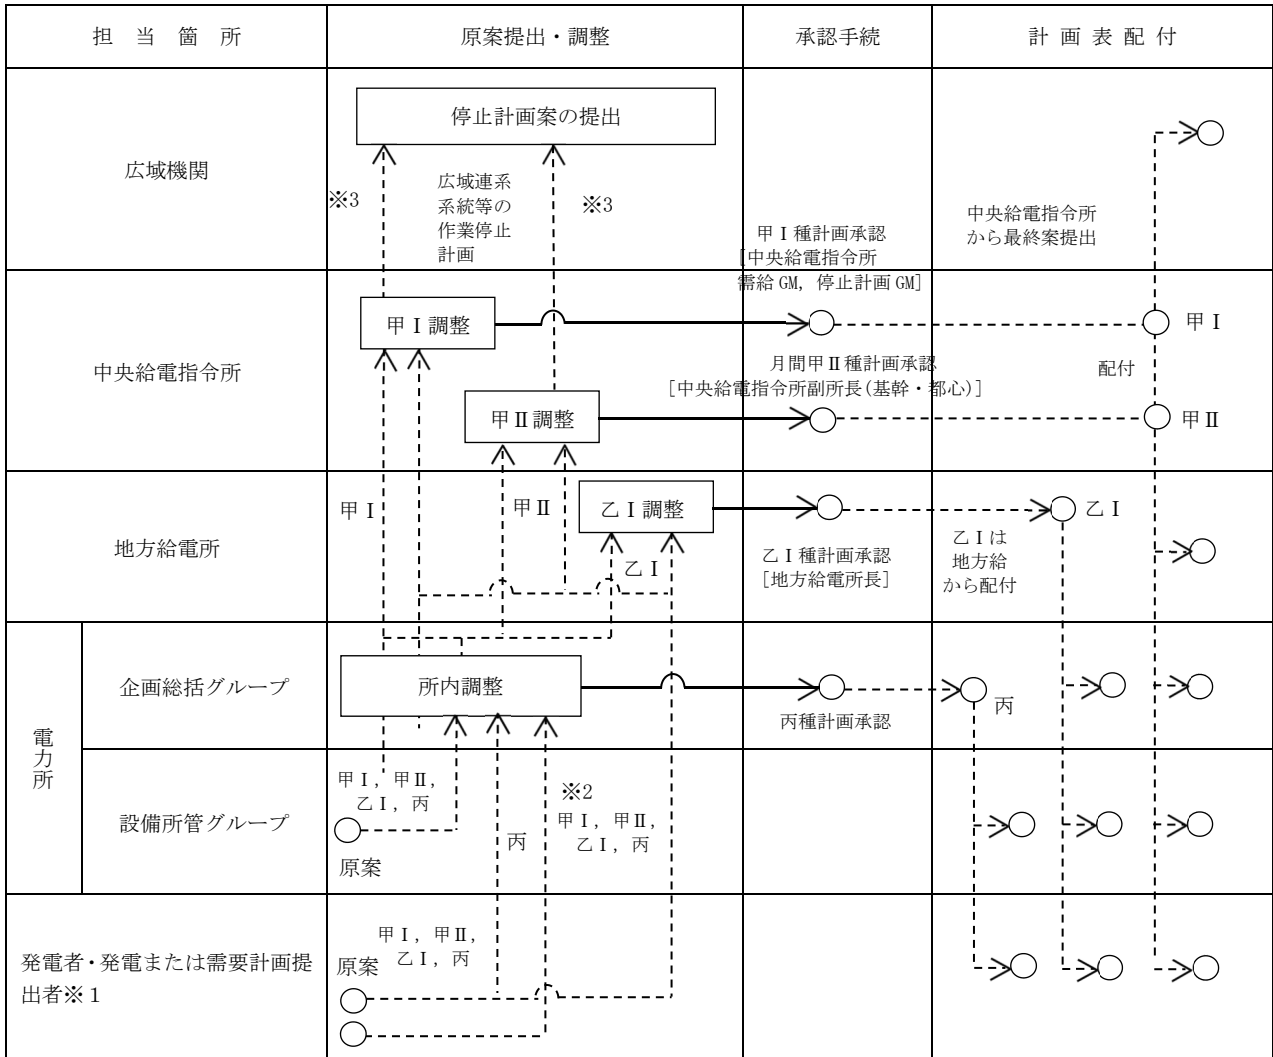 担当箇所
原案提出・調整
承認手続
計画表配付
広域機関
停止計画案の提出
※3
広域連系
系統等の
作業停止
計画
※3
甲Ⅰ種計画承認
[中央給電指令所
需給GM, 停止計画GM]
中央給電指令所
から最終案提出
中央給電指令所
甲Ⅰ調整
甲Ⅰ
月間甲Ⅱ種計画承認
[中央給電指令所副所長(基幹・都心)]
配付
甲Ⅱ調整
甲Ⅱ
地方給電所
甲Ⅰ
甲Ⅱ
乙Ⅰ調整
乙Ⅰ
乙Ⅰ
乙Ⅰ種計画承認
[地方給電所長]
乙Ⅰは
地方給
から配付
電力所
企画総括グループ
所内調整
丙種計画承認
丙
設備所管グループ
甲Ⅰ, 甲Ⅱ,
乙Ⅰ, 丙
原案
丙
※2
甲Ⅰ, 甲Ⅱ,
乙Ⅰ, 丙
発電者・発電または需要計画提
出者※1
甲Ⅰ, 甲Ⅱ,
乙Ⅰ, 丙
原案